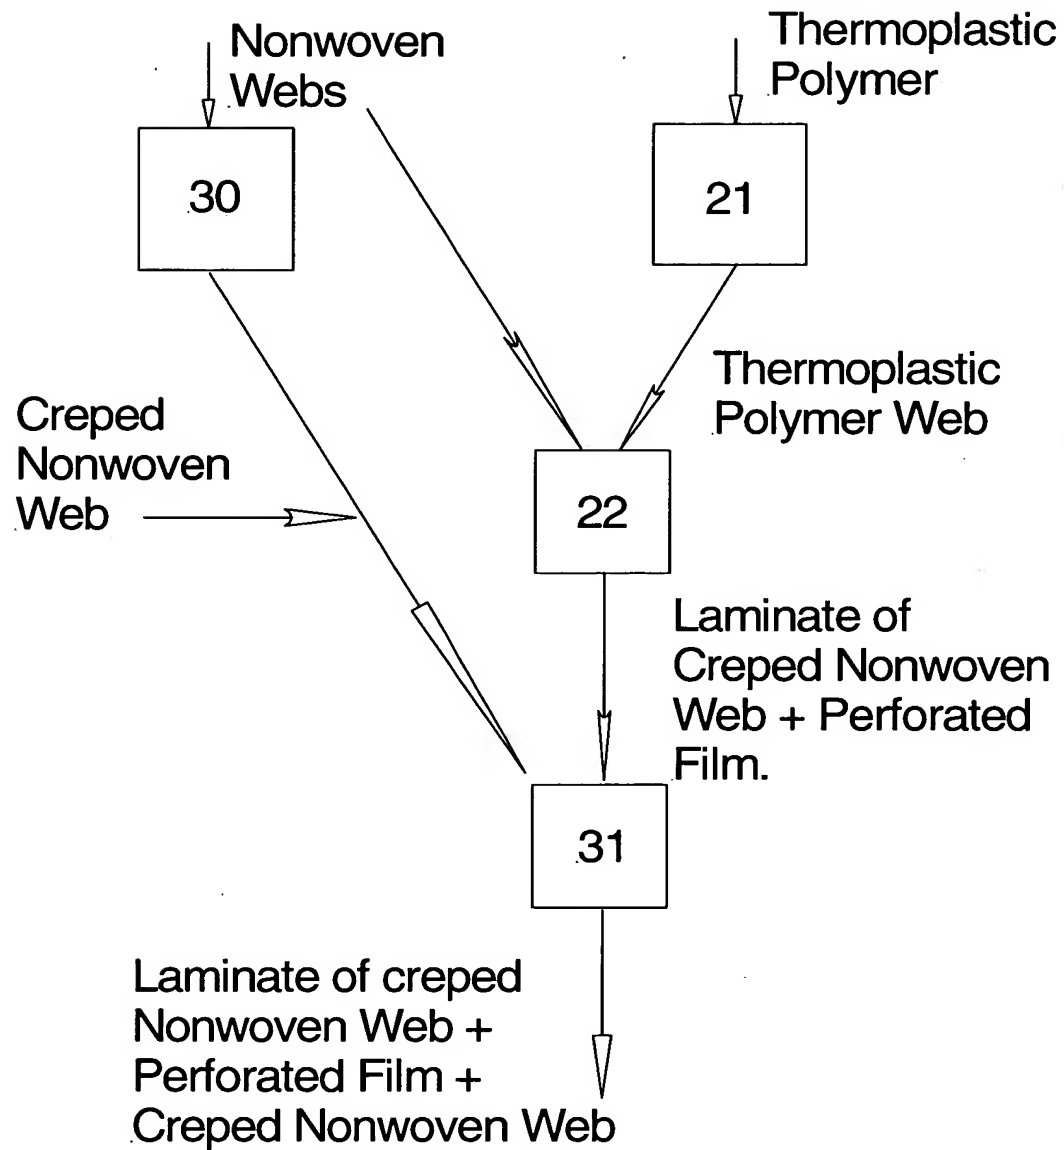 Nonwoven
Webs
Thermoplastic
Polymer
30
21
Thermoplastic
Polymer Web
Creped
Nonwoven
Web
22
Laminate of
Creped Nonwoven
Web + Perforated
Film.
31
Laminate of creped
Nonwoven Web +
Perforated Film +
Creped Nonwoven Web